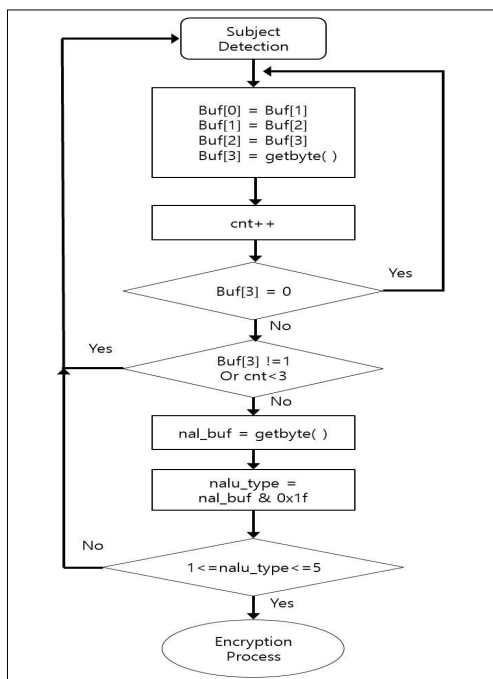 Subject
Detection
Buf[0] = Buf[1]
Buf[1] = Buf[2]
Buf[2] = Buf[3]
Buf[3] = getbyte( )
cnt++
Yes
Buf[3] = 0
No
Yes
Buf[3] !=1
Or cnt<3
No
nal_buf = getbyte( )
nalu_type =
nal_buf & 0x1f
No
1<=nalu_type<=5
Yes
Encryption
Process